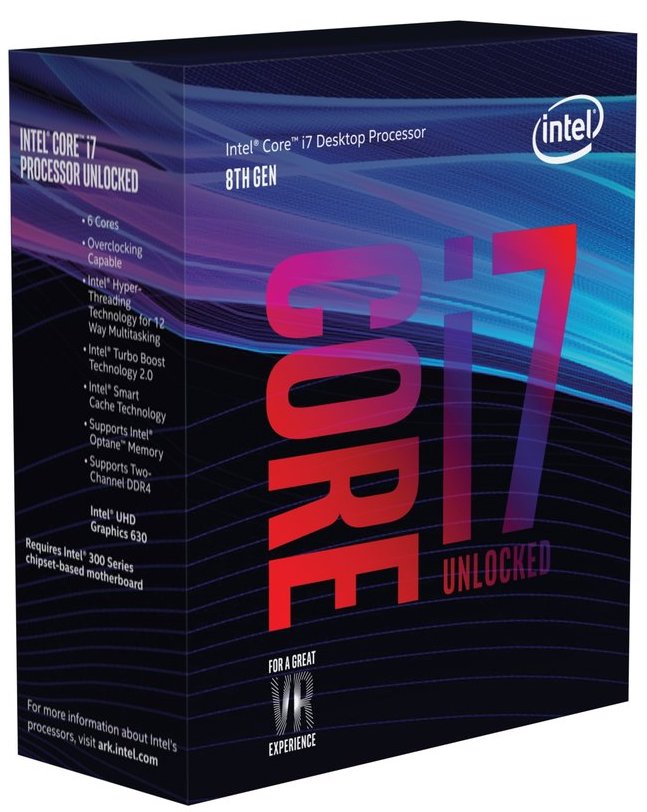 INTEL® CORE™ i7
PROCESSOR UNLOCKED
• 6 Cores
• Overclocking
Capable
• Intel® Hyper-
Threading
Technology for 12
Way Multitasking
• Intel® Turbo Boost
Technology 2.0
• Intel® Smart
Cache Technology
• Supports Intel®
Optane™ Memory
• Supports Two-
Channel DDR4
Intel® UHD
Graphics 630
Requires Intel® 300 Series
chipset-based motherboard
For more information about Intel's
processors, visit ark.intel.com
Intel® Core™ i7 Desktop Processor
8TH GEN
intel®
CORE
i7
UNLOCKED
FOR A GREAT
VR
EXPERIENCE